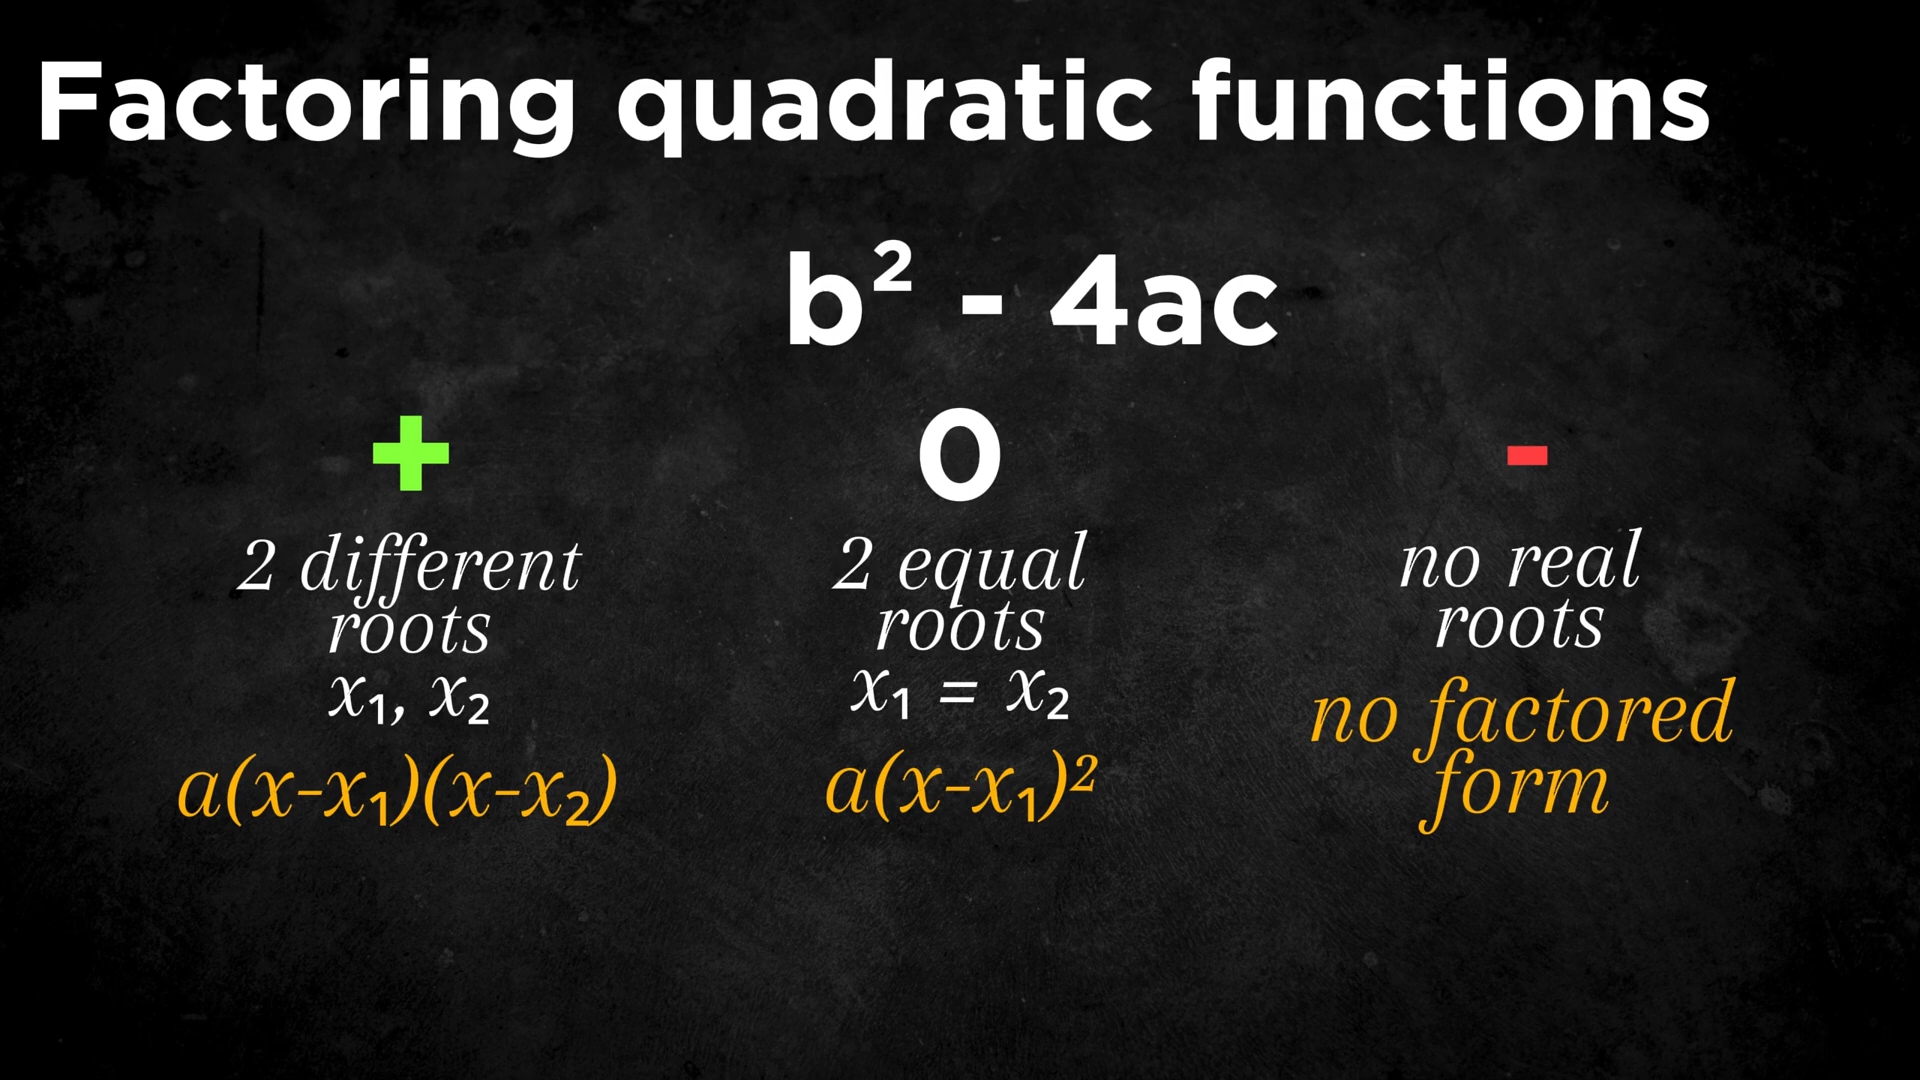 Factoring quadratic functions
b² - 4ac
+ 0 -
2 different
roots
x₁, x₂
a(x-x₁)(x-x₂)
2 equal
roots
x₁ = x₂
a(x-x₁)²
no real
roots
no factored
form